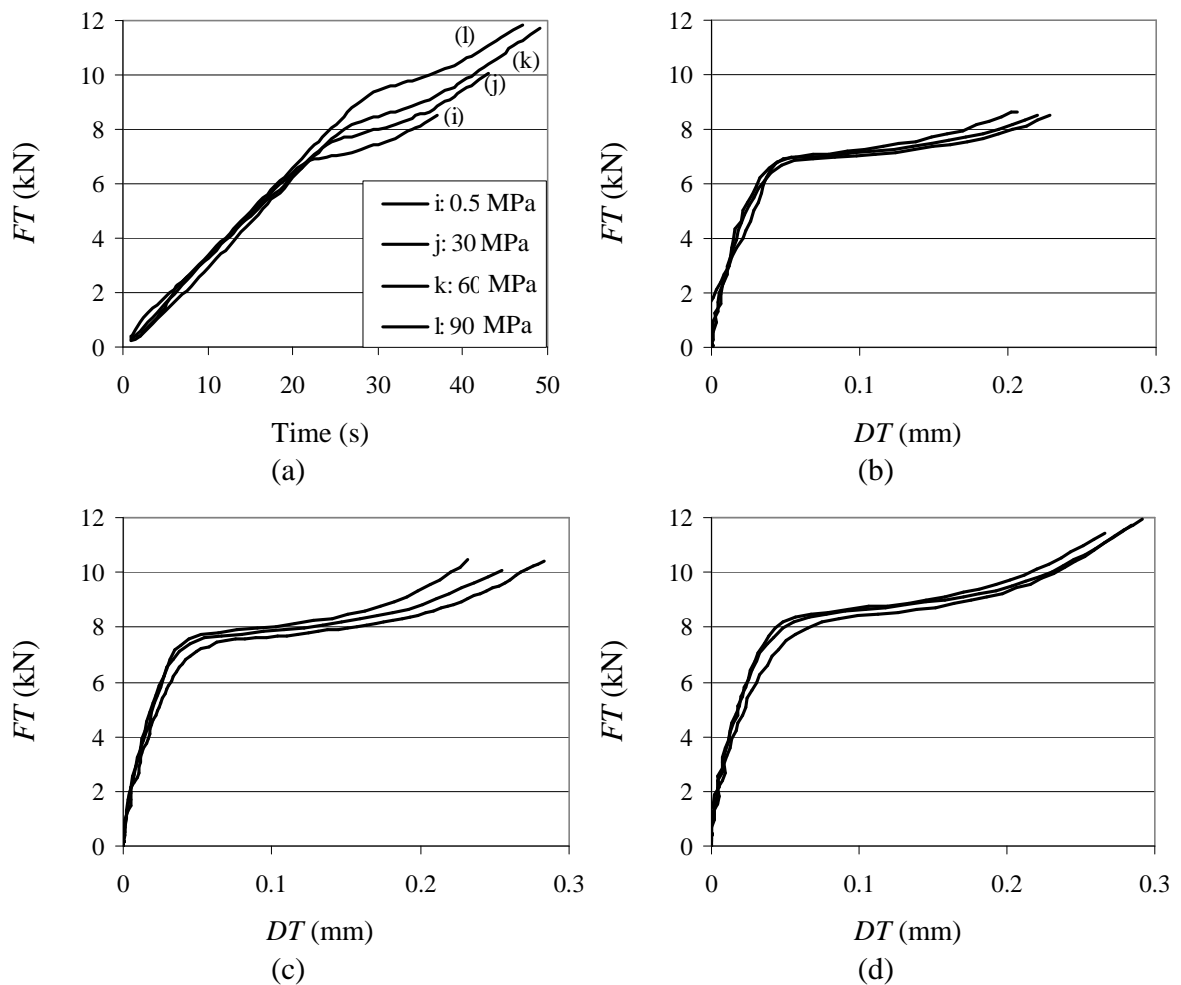 12
10
8
6
4
2
0
FT (kN)
(l)
(k)
(j)
(i)
i: 0.5 MPa
j: 30 MPa
k: 60 MPa
l: 90 MPa
0 10 20 30 40 50
Time (s)
(a)
12
10
8
6
4
2
0
FT (kN)
0 0.1 0.2 0.3
DT (mm)
(b)
12
10
8
6
4
2
0
FT (kN)
0 0.1 0.2 0.3
DT (mm)
(c)
12
10
8
6
4
2
0
FT (kN)
0 0.1 0.2 0.3
DT (mm)
(d)